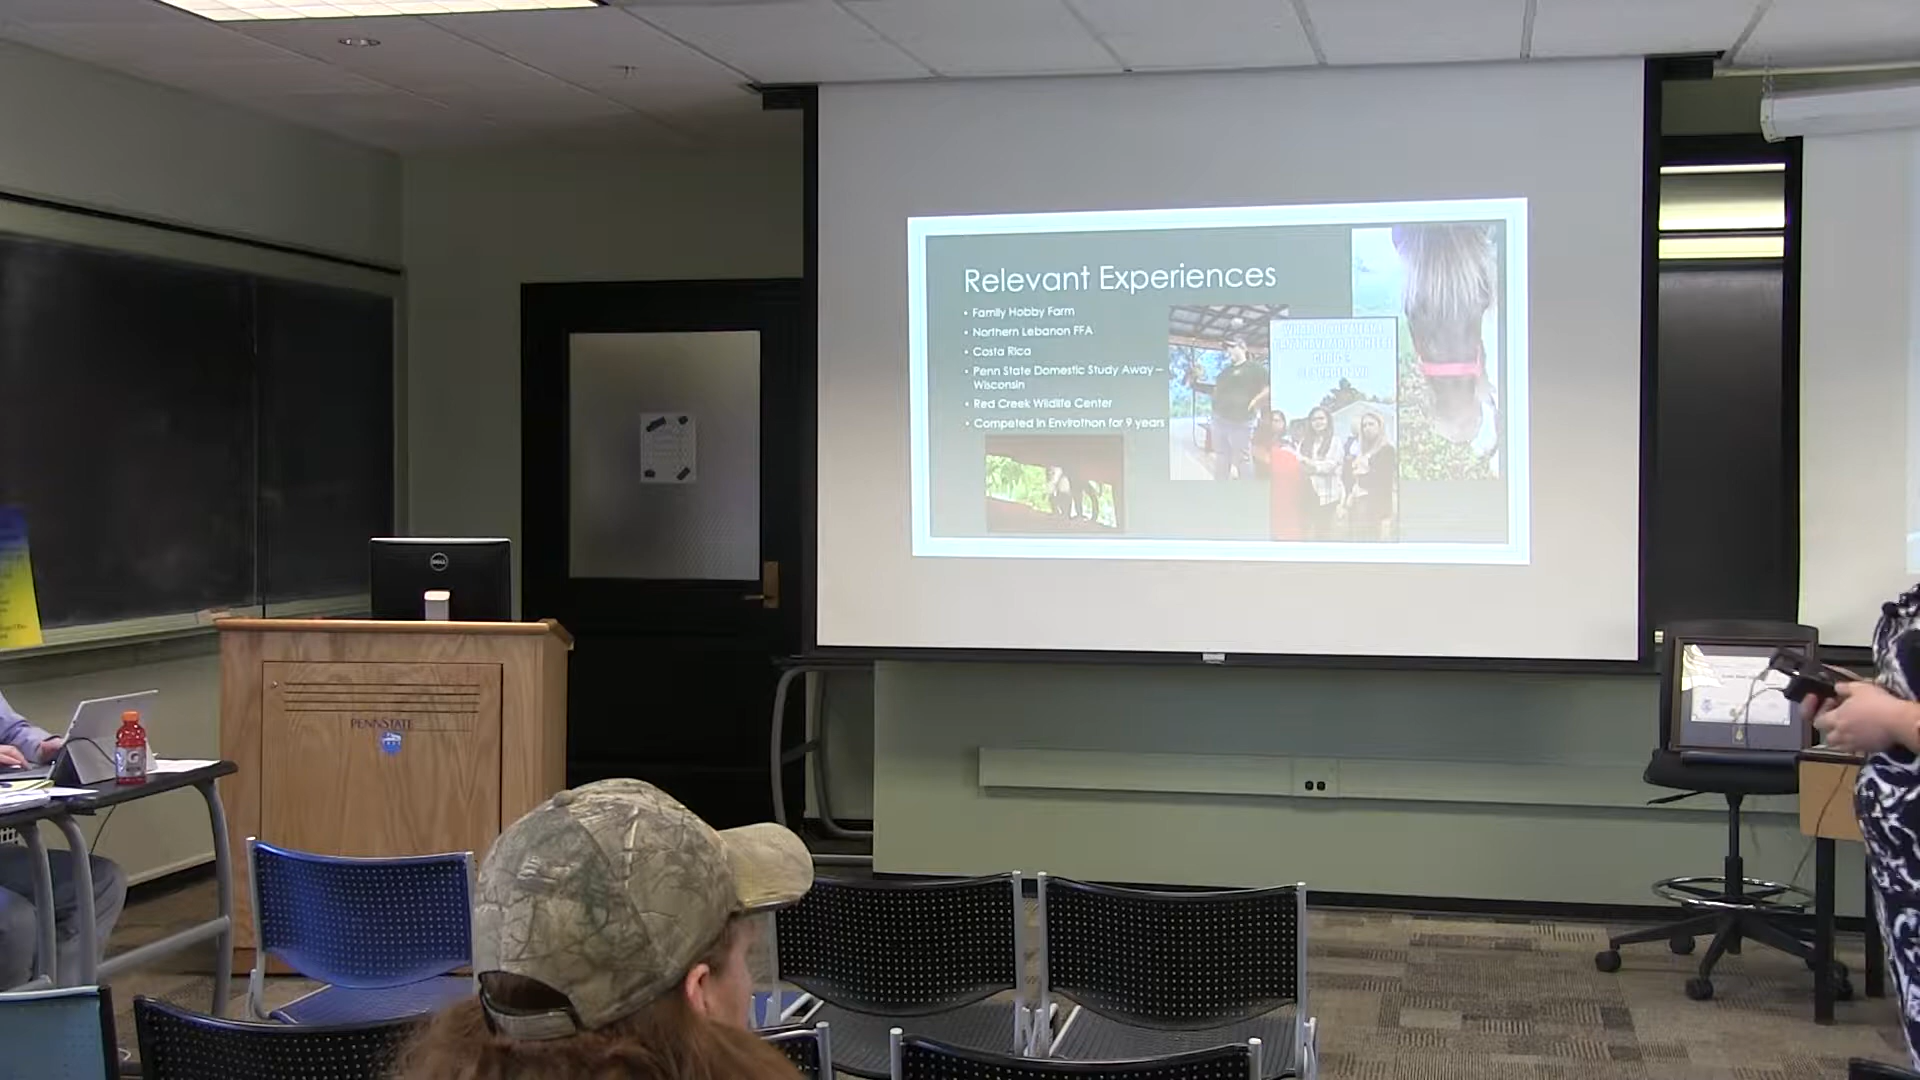 Relevant Experiences
• Family Hobby Farm
• Northern Lebanon FFA
• Costa Rica
• Penn State Domestic Study Away –
Wisconsin
• Red Creek Wildlife Center
• Competed in Envirothon for 9 years
DELL
PENNSTATE
G